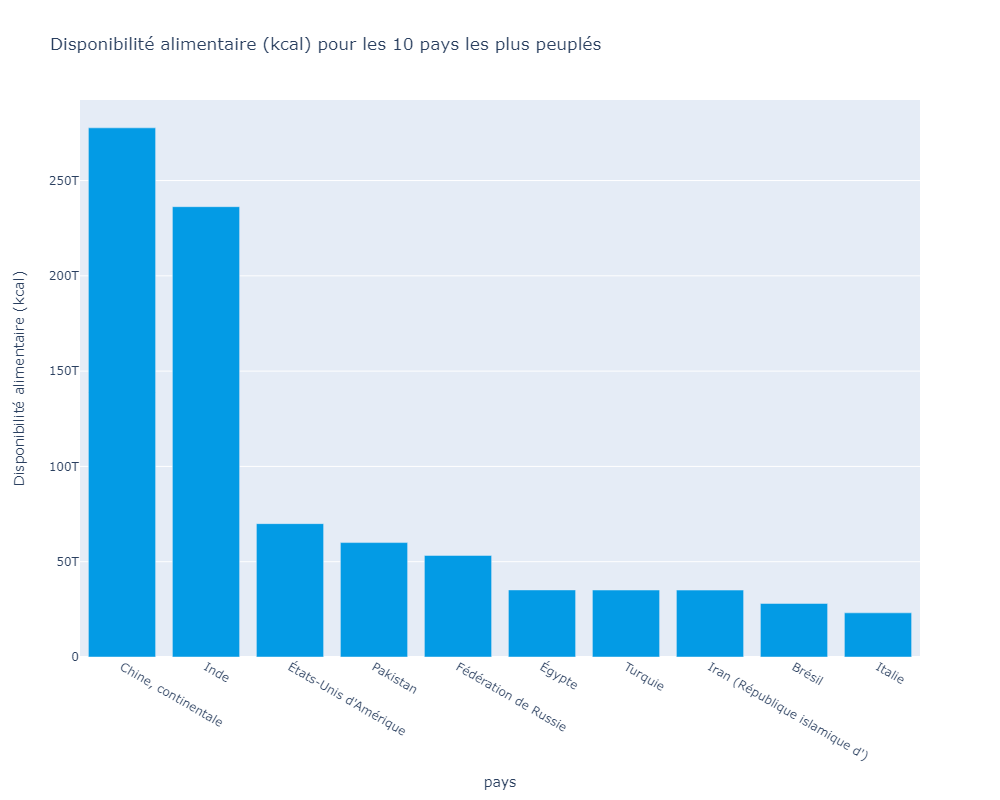 Disponibilité alimentaire (kcal) pour les 10 pays les plus peuplés
Disponibilité alimentaire (kcal)
250T
200T
150T
100T
50T
0
Chine, continentale
Inde
États-Unis d'Amérique
Pakistan
Fédération de Russie
Égypte
Turquie
Iran (République islamique d')
Brésil
Italie
pays